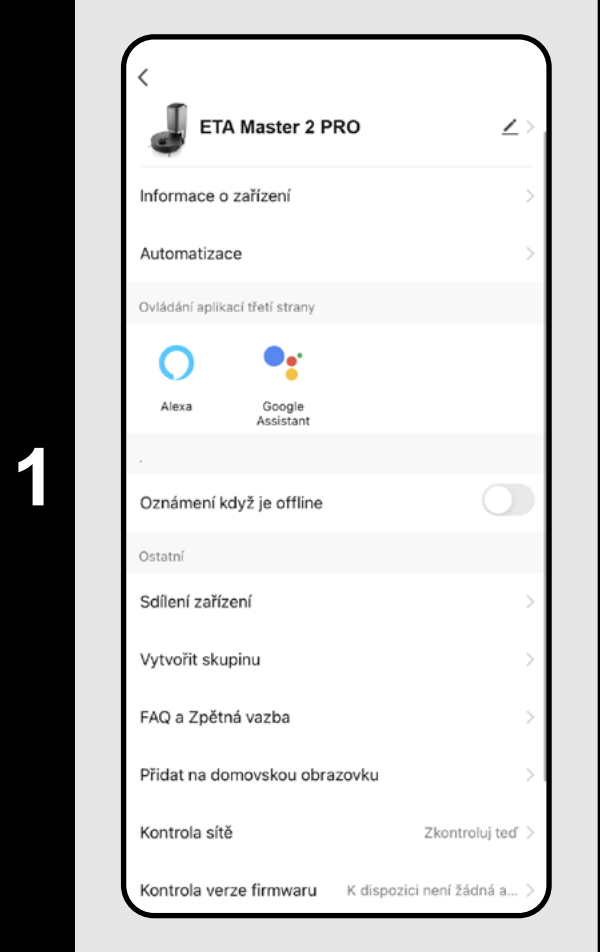 ETA Master 2 PRO
Informace o zařízení
Automatizace
Ovládání aplikací třetí strany
Alexa
Google
Assistant
.
Oznámení když je offline
Ostatní
Sdílení zařízení
Vytvořit skupinu
FAQ a Zpětná vazba
Přidat na domovskou obrazovku
Kontrola sítě Zkontroluj teď
Kontrola verze firmwaru K dispozici není žádná a...
1